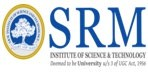 SRM
INSTITUTE OF SCIENCE & TECHNOLOGY
Deemed to be University u/s 3 of UGC Act, 1956